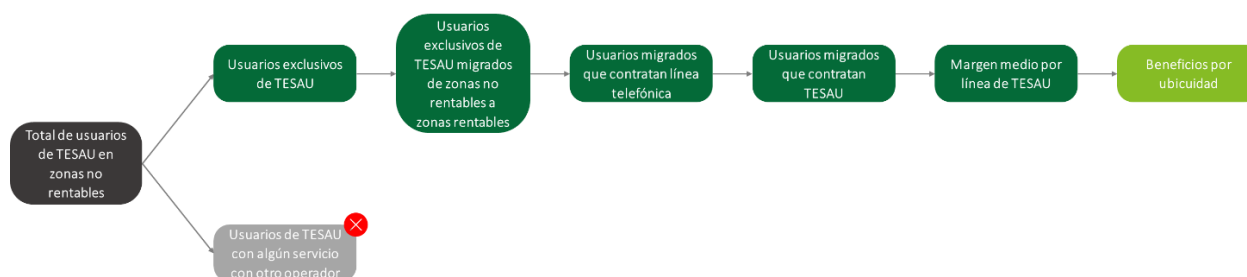 Total de usuarios
de TESAU en
zonas no
rentables
Usuarios exclusivos
de TESAU
Usuarios
exclusivos de
TESAU migrados
de zonas no
rentables a
zonas rentables
Usuarios migrados
que contratan línea
telefónica
Usuarios migrados
que contratan
TESAU
Margen medio por
línea de TESAU
Beneficios por
ubicuidad
Usuarios de TESAU
con algún servicio
con otro operador